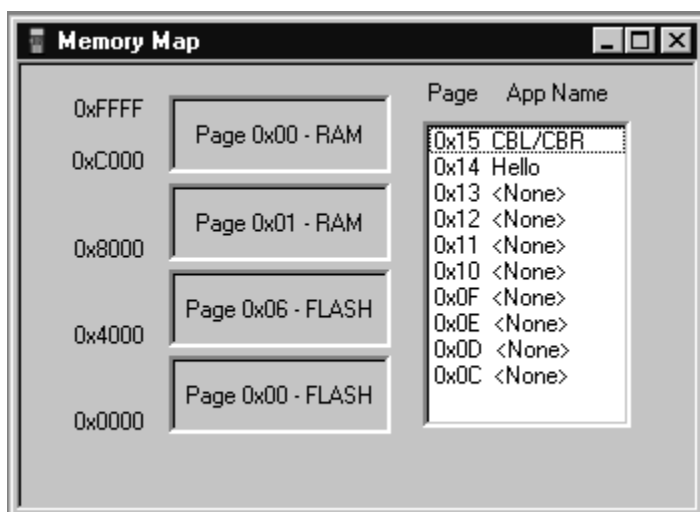 Memory Map
0xFFFF
Page 0x00 - RAM
0xC000
Page 0x01 - RAM
0x8000
Page 0x06 - FLASH
0x4000
Page 0x00 - FLASH
0x0000
Page App Name
0x15 CBL/CBR
0x14 Hello
0x13 <None>
0x12 <None>
0x11 <None>
0x10 <None>
0x0F <None>
0x0E <None>
0x0D <None>
0x0C <None>